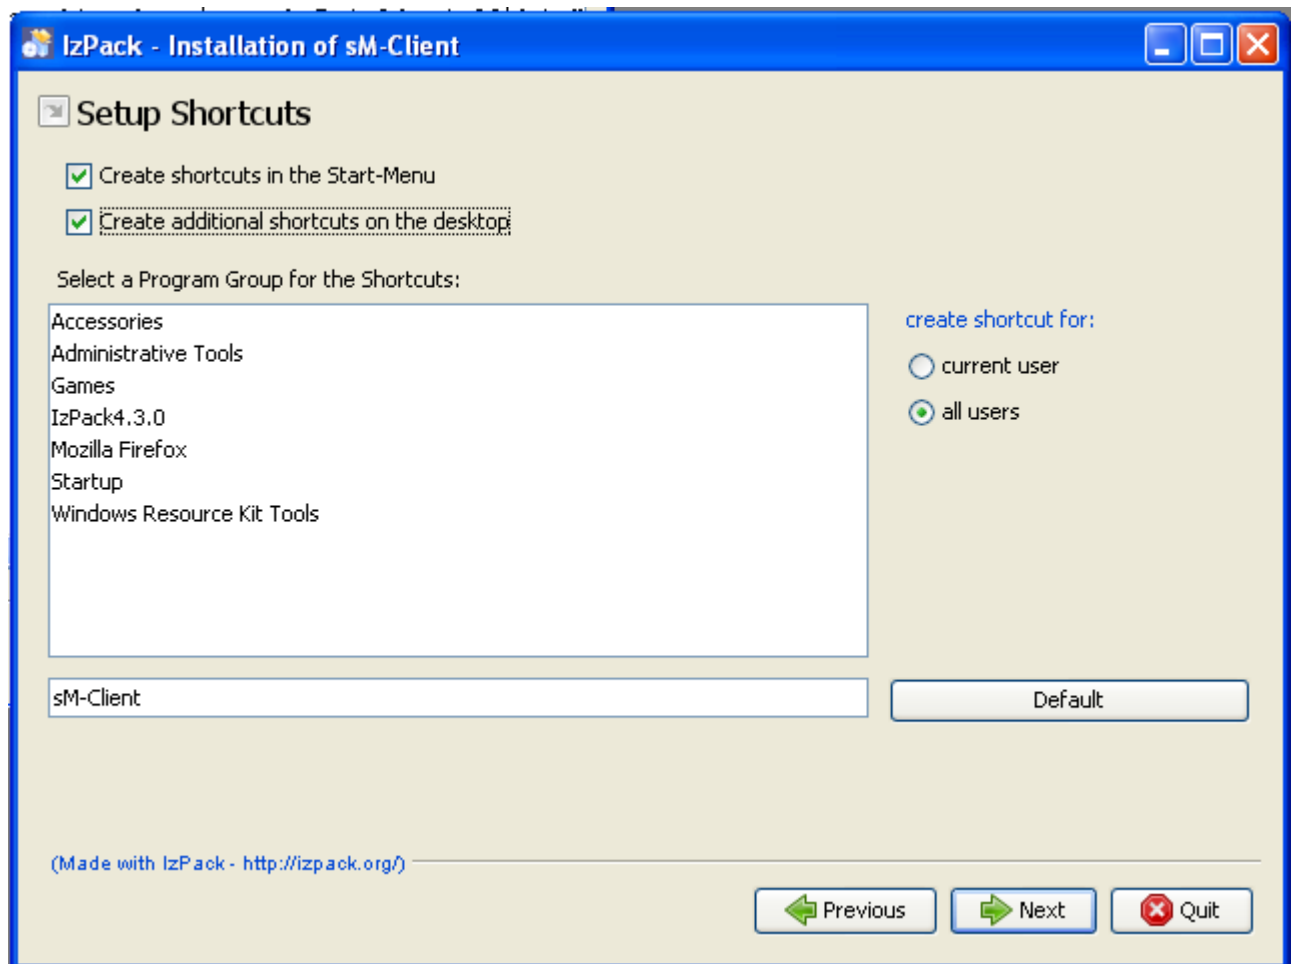 IzPack - Installation of sM-Client
Setup Shortcuts
Create shortcuts in the Start-Menu
Create additional shortcuts on the desktop
Select a Program Group for the Shortcuts:
Accessories
Administrative Tools
Games
IzPack4.3.0
Mozilla Firefox
Startup
Windows Resource Kit Tools
create shortcut for:
current user
all users
sM-Client
Default
(Made with IzPack - http://izpack.org/)
Previous
Next
Quit